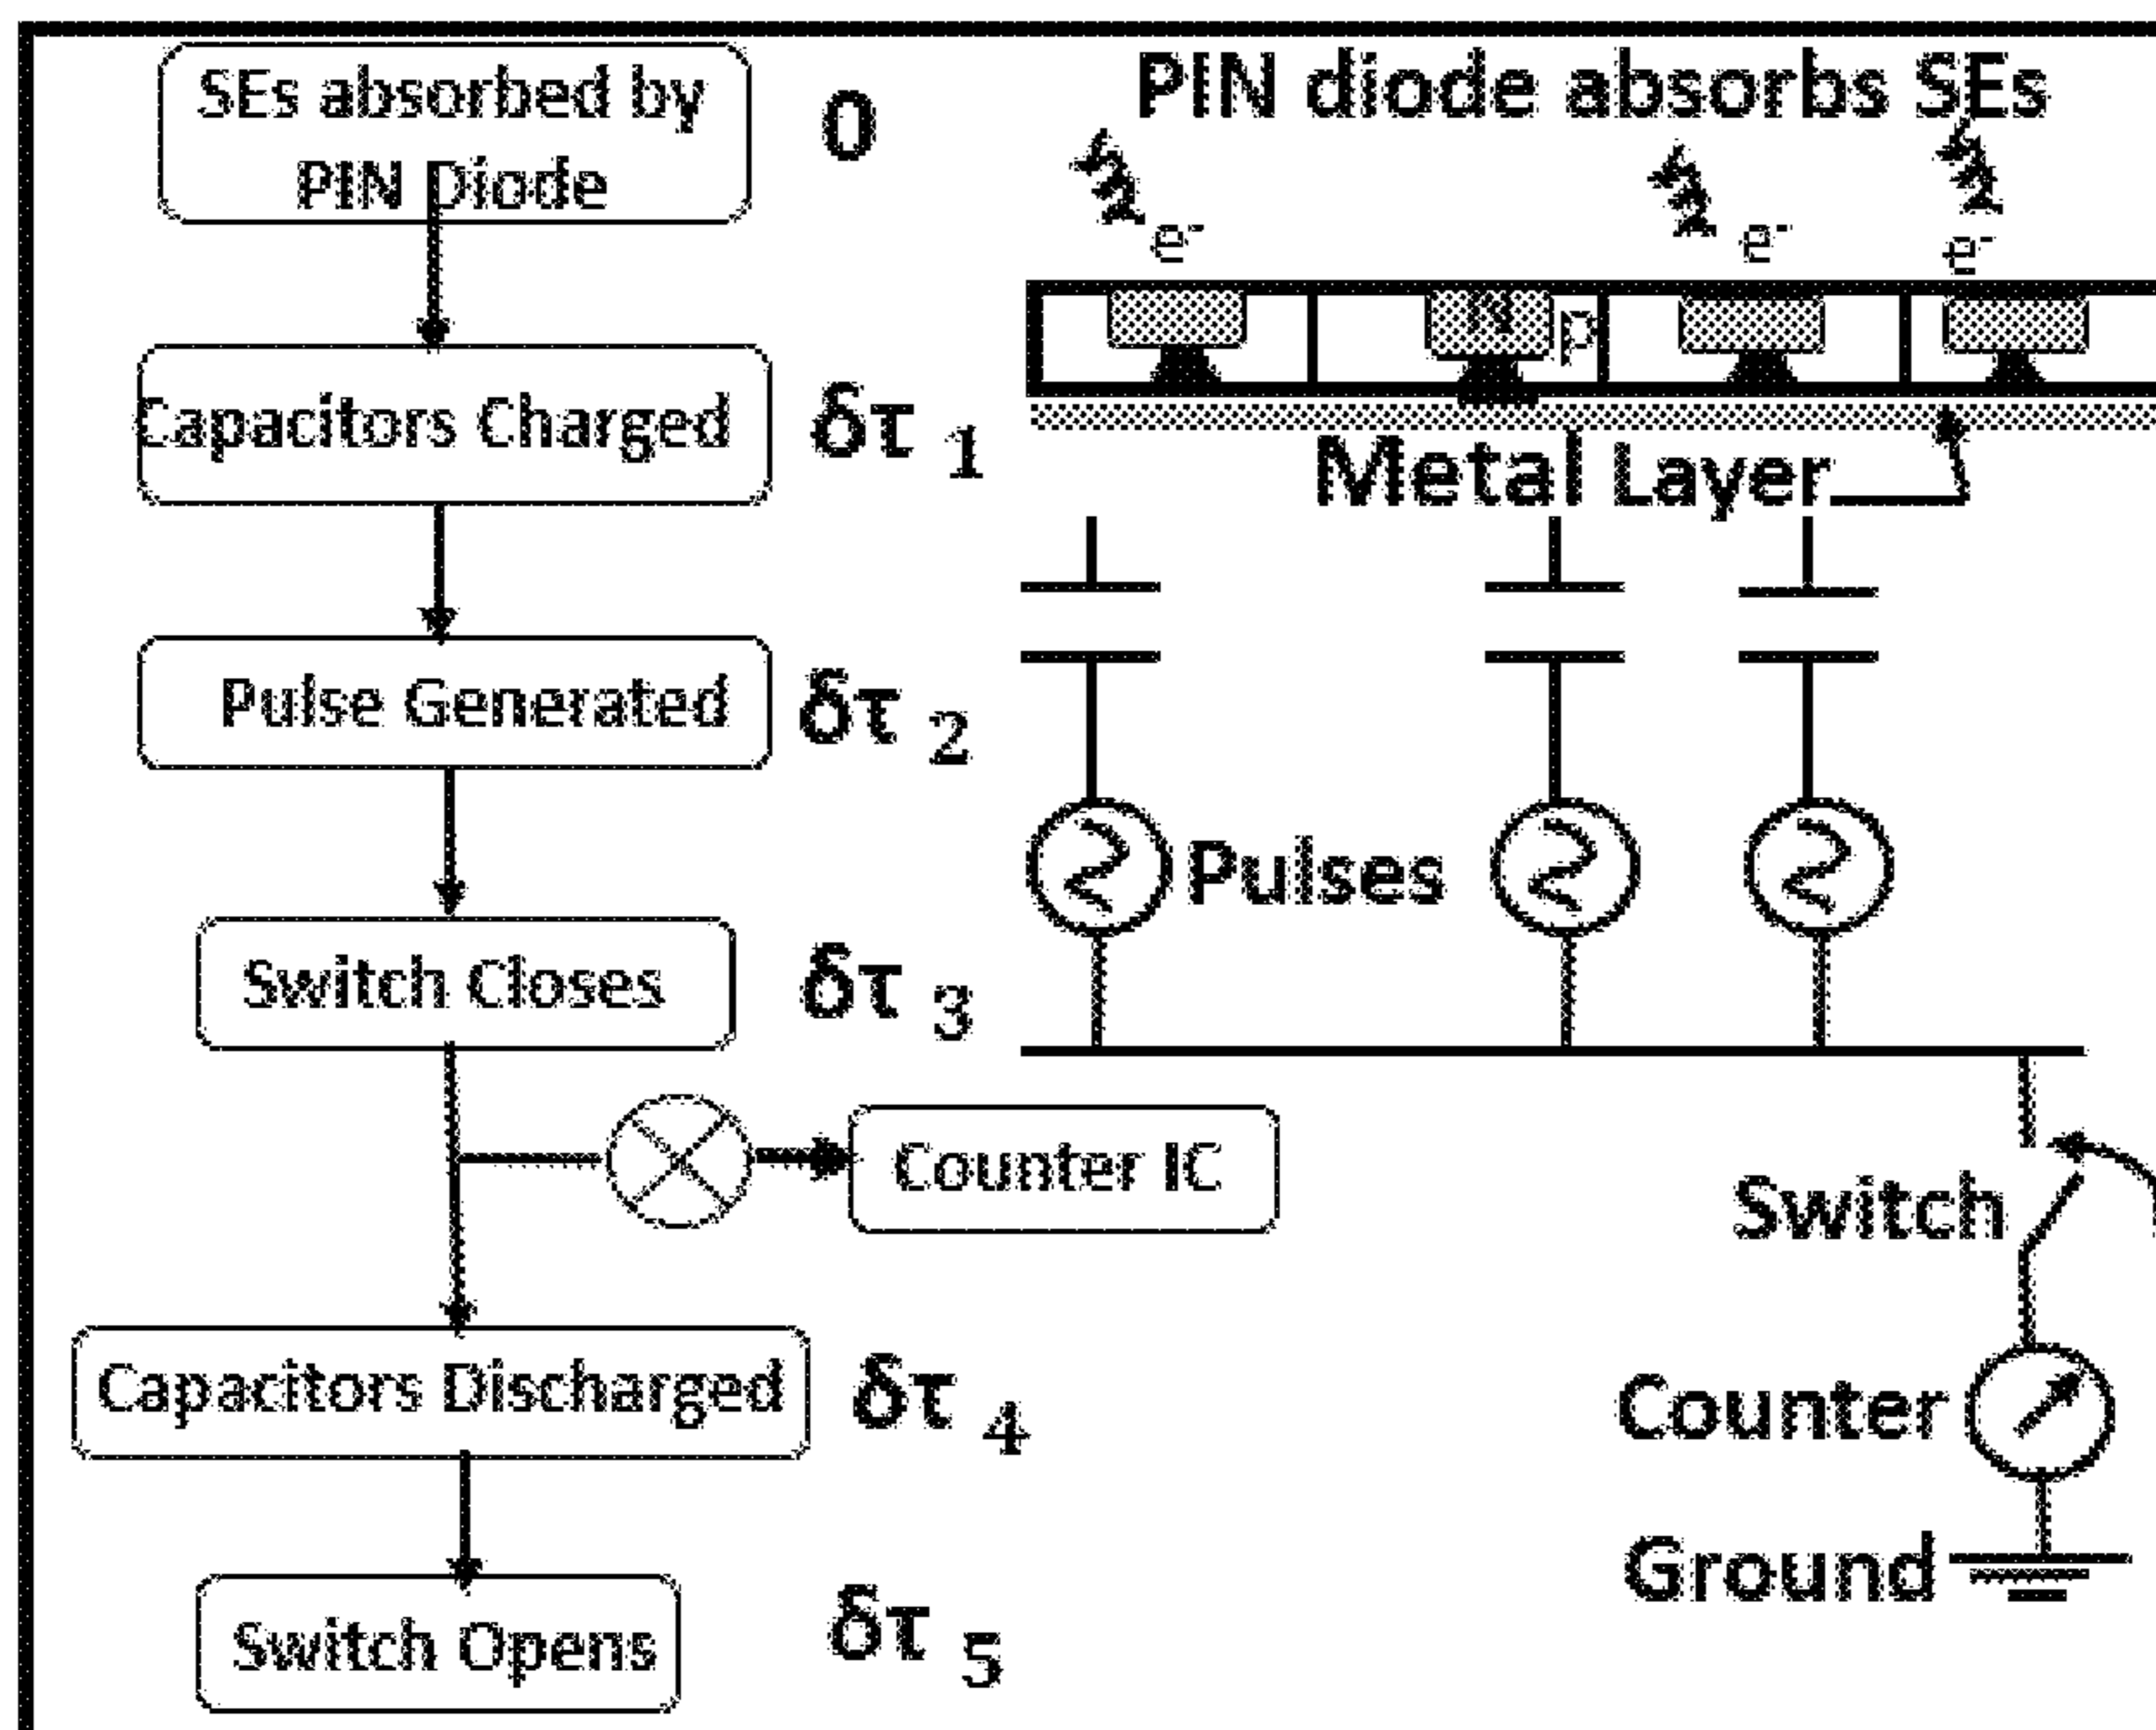 SEs absorbed by
PIN Diode
0
Capacitors Charged
δτ 1
Pulse Generated
δτ 2
Switch Closes
δτ 3
Counter IC
Capacitors Discharged
δτ 4
Switch Opens
δτ 5
PIN diode absorbs SEs
e-
e-
e-
N
p
Metal Layer
Pulses
Switch
Counter
Ground